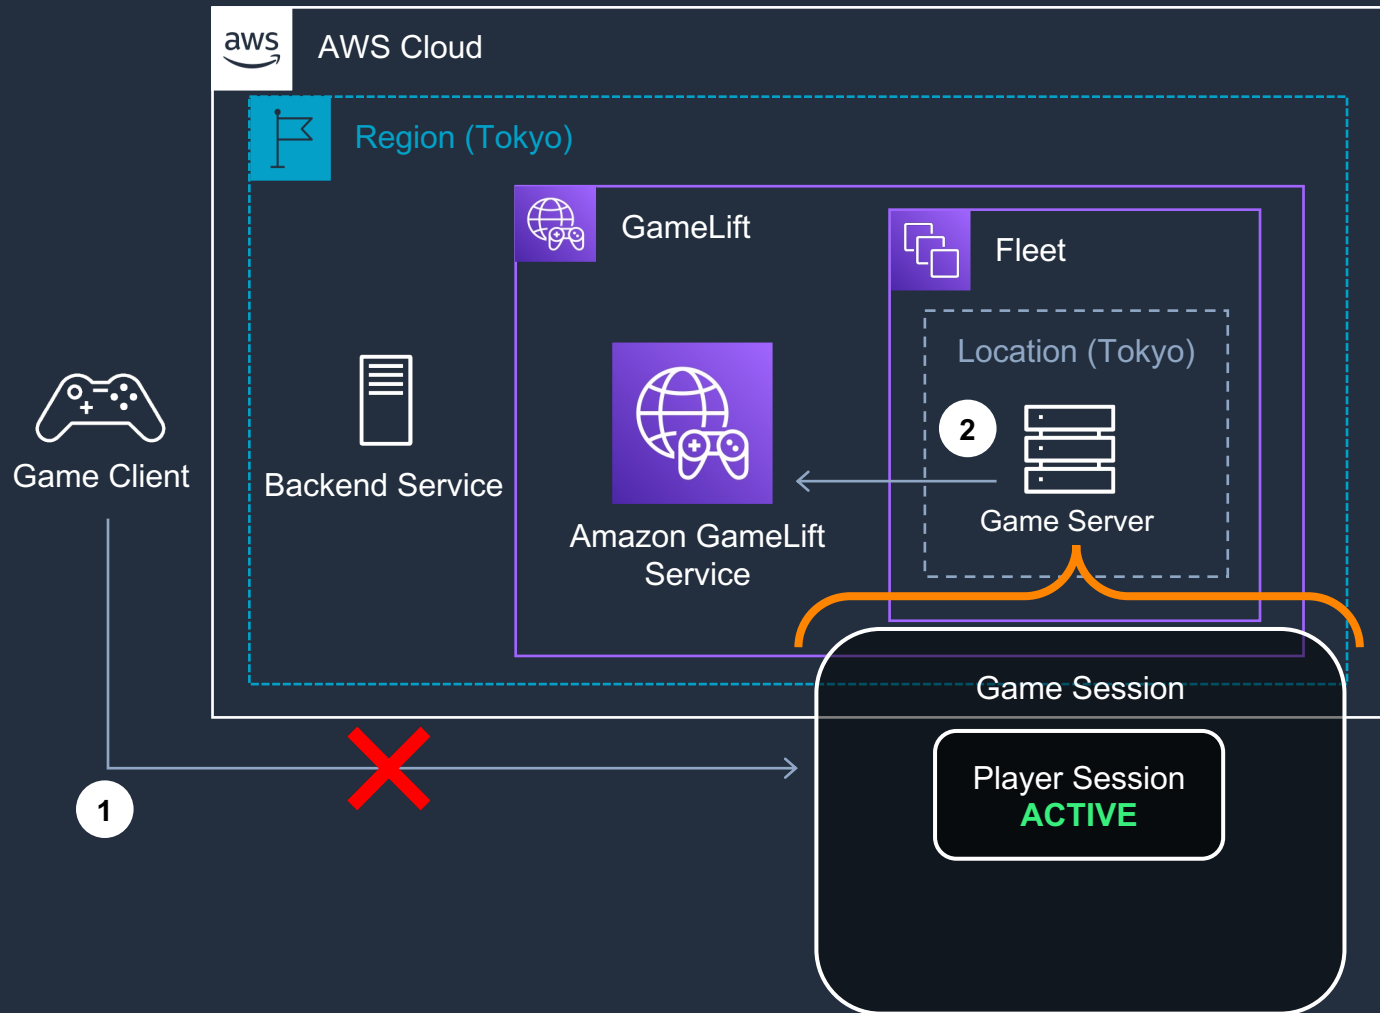 aws
AWS Cloud
Region (Tokyo)
GameLift
Fleet
Location (Tokyo)
2
Game Client
Backend Service
Amazon GameLift
Service
Game Server
Game Session
Player Session
ACTIVE
1